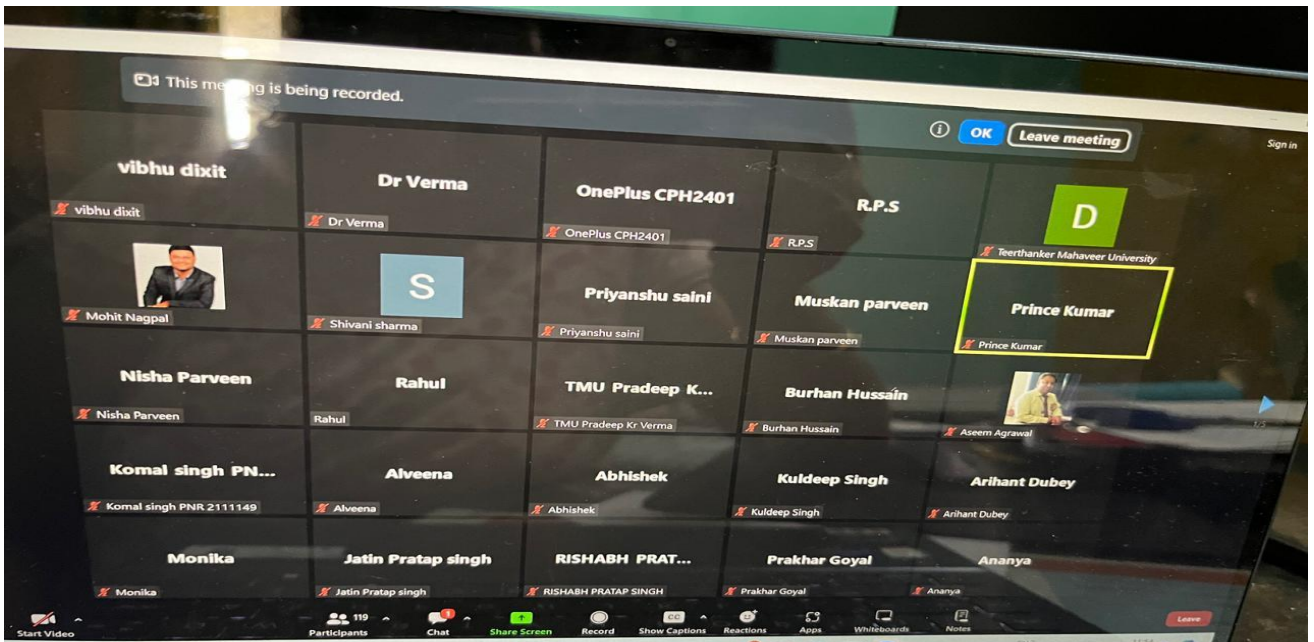 This meeting is being recorded.
OK
Leave meeting
Sign in
vibhu dixit
vibhu dixit
Dr Verma
Dr Verma
OnePlus CPH2401
OnePlus CPH2401
R.P.S
R.P.S
D
Teerthanker Mahaveer University
Mohit Nagpal
S
Shivani sharma
Priyanshu saini
Priyanshu saini
Muskan parveen
Muskan parveen
Prince Kumar
Prince Kumar
Nisha Parveen
Nisha Parveen
Rahul
Rahul
TMU Pradeep K...
TMU Pradeep Kr Verma
Burhan Hussain
Burhan Hussain
Aseem Agrawal
1/5
Komal singh PN...
Komal singh PNR 2111149
Alveena
Alveena
Abhishek
Abhishek
Kuldeep Singh
Kuldeep Singh
Arihant Dubey
Arihant Dubey
Monika
Monika
Jatin Pratap singh
Jatin Pratap singh
RISHABH PRAT...
RISHABH PRATAP SINGH
Prakhar Goyal
Prakhar Goyal
Ananya
Ananya
Start Video
119
Participants
1
Chat
Share Screen
Record
CC
Show Captions
Reactions
Apps
Whiteboards
Notes
Leave